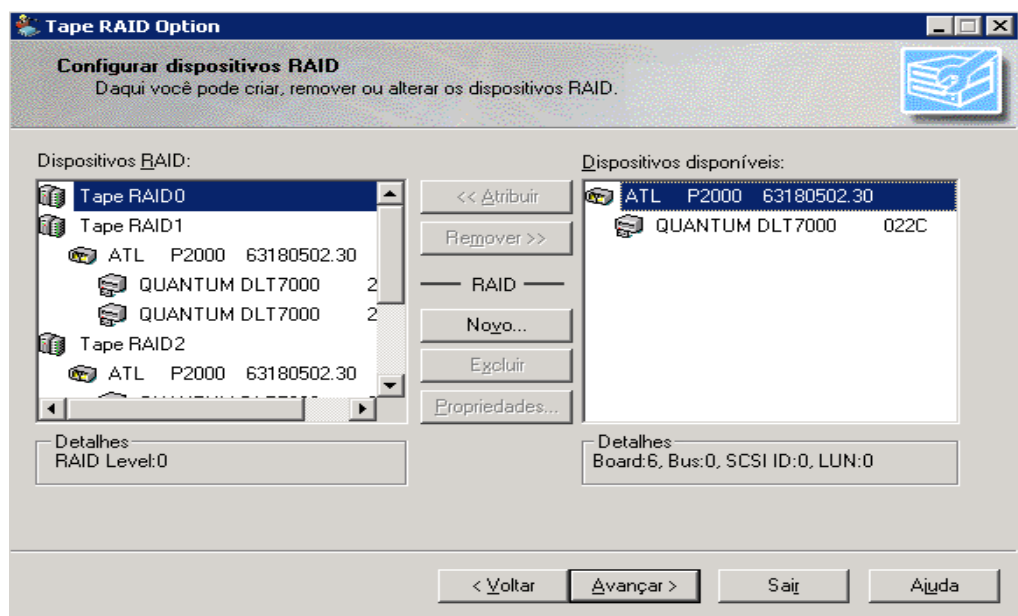 Tape RAID Option
Configurar dispositivos RAID
Daqui você pode criar, remover ou alterar os dispositivos RAID.
Dispositivos RAID:
Tape RAID0
Tape RAID1
ATL P2000 63180502.30
QUANTUM DLT7000 2
QUANTUM DLT7000 2
Tape RAID2
ATL P2000 63180502.30
Detalhes
RAID Level:0
<< Atribuir
Remover >>
RAID
Novo...
Excluir
Propriedades...
Dispositivos disponíveis:
ATL P2000 63180502.30
QUANTUM DLT7000 022C
Detalhes
Board:6, Bus:0, SCSI ID:0, LUN:0
< Voltar
Avançar >
Sair
Ajuda